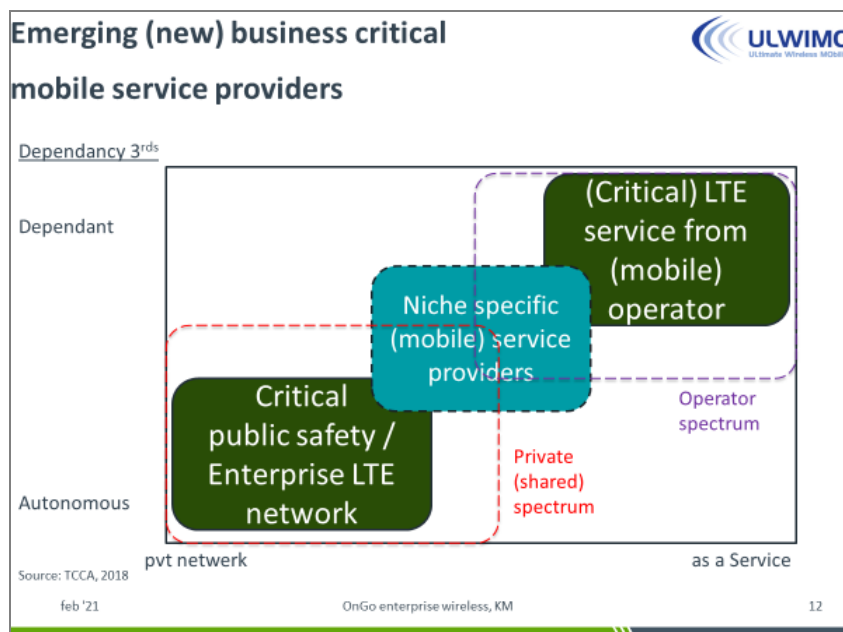 Emerging (new) business critical
mobile service providers
ULWIMO
ULtimate Wireless MObili
Dependancy 3rds
Dependant
(Critical) LTE
service from
(mobile)
operator
Niche specific
(mobile) service
providers
Critical
public safety /
Enterprise LTE
network
Operator
spectrum
Private
(shared)
spectrum
Autonomous
pvt netwerk
as a Service
Source: TCCA, 2018
feb '21
OnGo enterprise wireless, KM
12